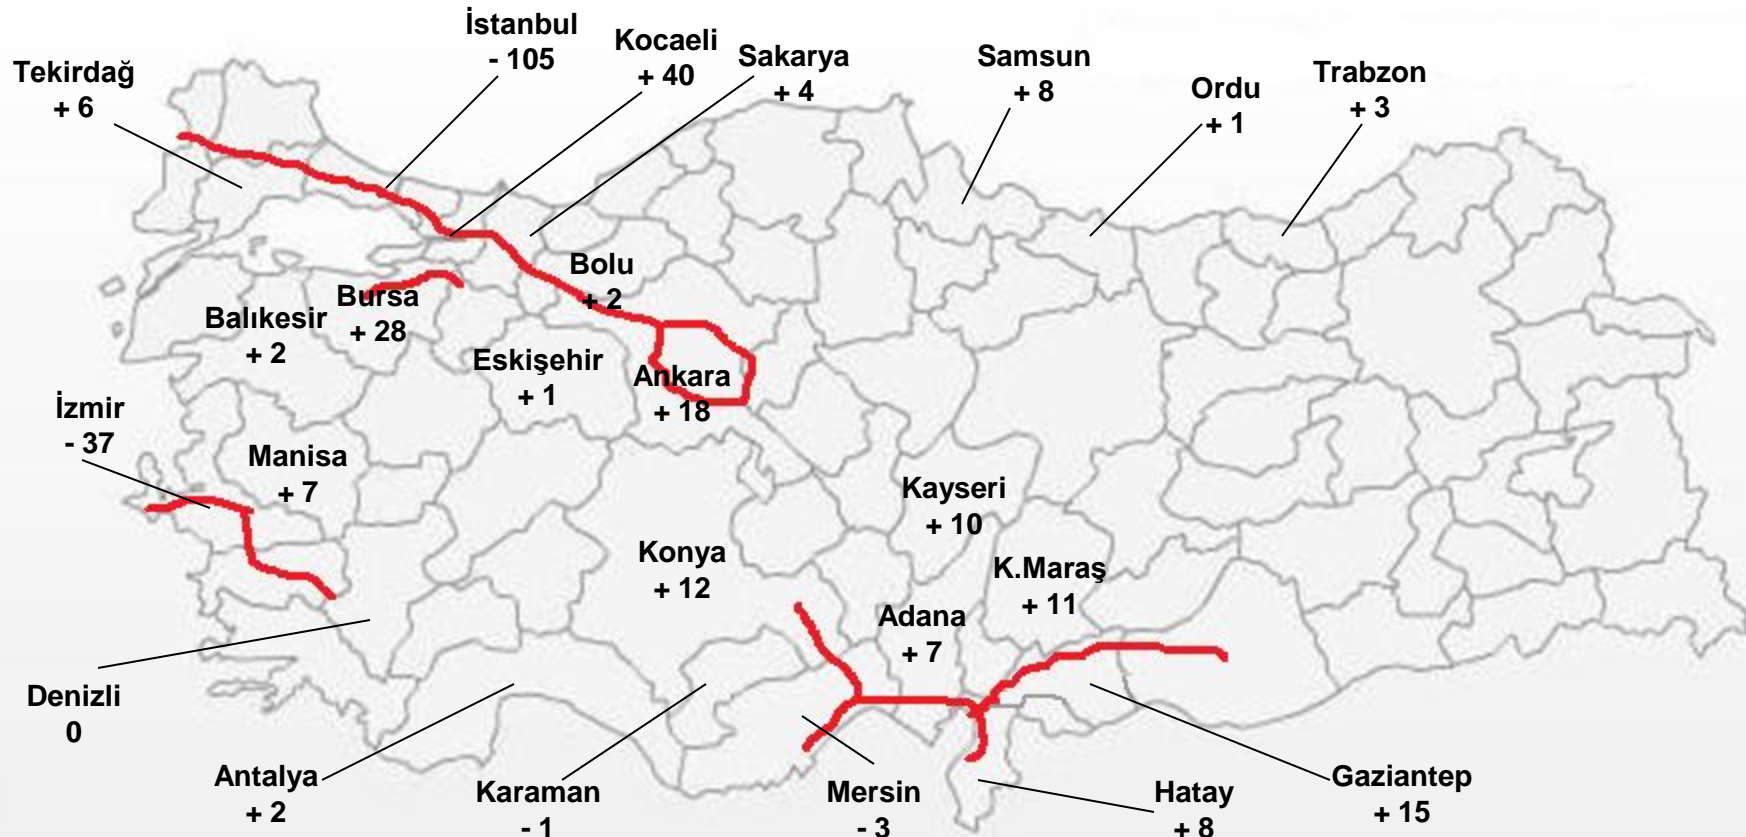 İstanbul
- 105
Kocaeli
+ 40
Sakarya
+ 4
Samsun
+ 8
Ordu
+ 1
Trabzon
+ 3
Tekirdağ
+ 6
Bolu
+ 2
Bursa
+ 28
Balıkesir
+ 2
Eskişehir
+ 1
Ankara
+ 18
İzmir
- 37
Manisa
+ 7
Kayseri
+ 10
Konya
+ 12
K.Maraş
+ 11
Adana
+ 7
Denizli
0
Antalya
+ 2
Karaman
- 1
Mersin
- 3
Hatay
+ 8
Gaziantep
+ 15